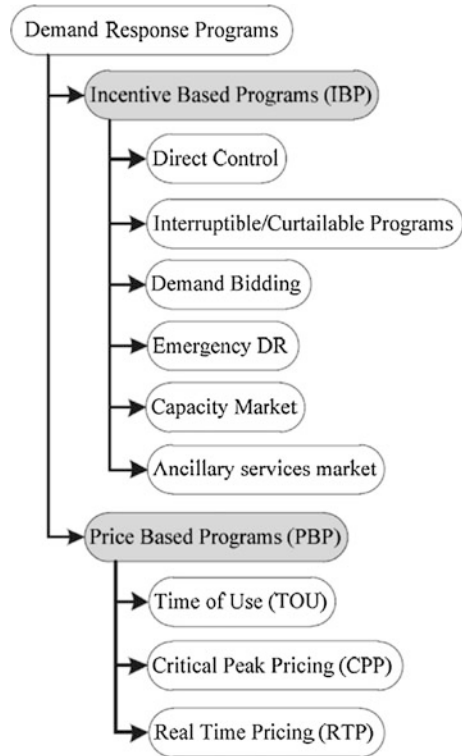 Demand Response Programs
Incentive Based Programs (IBP)
Direct Control
Interruptible/Curtailable Programs
Demand Bidding
Emergency DR
Capacity Market
Ancillary services market
Price Based Programs (PBP)
Time of Use (TOU)
Critical Peak Pricing (CPP)
Real Time Pricing (RTP)